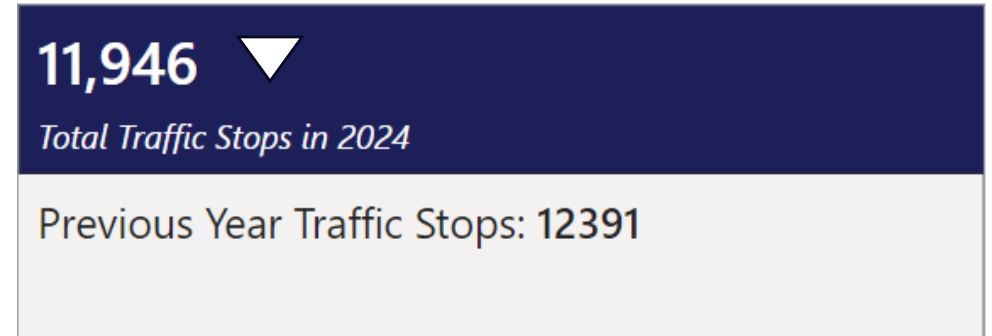 11,946
Total Traffic Stops in 2024
Previous Year Traffic Stops: 12391